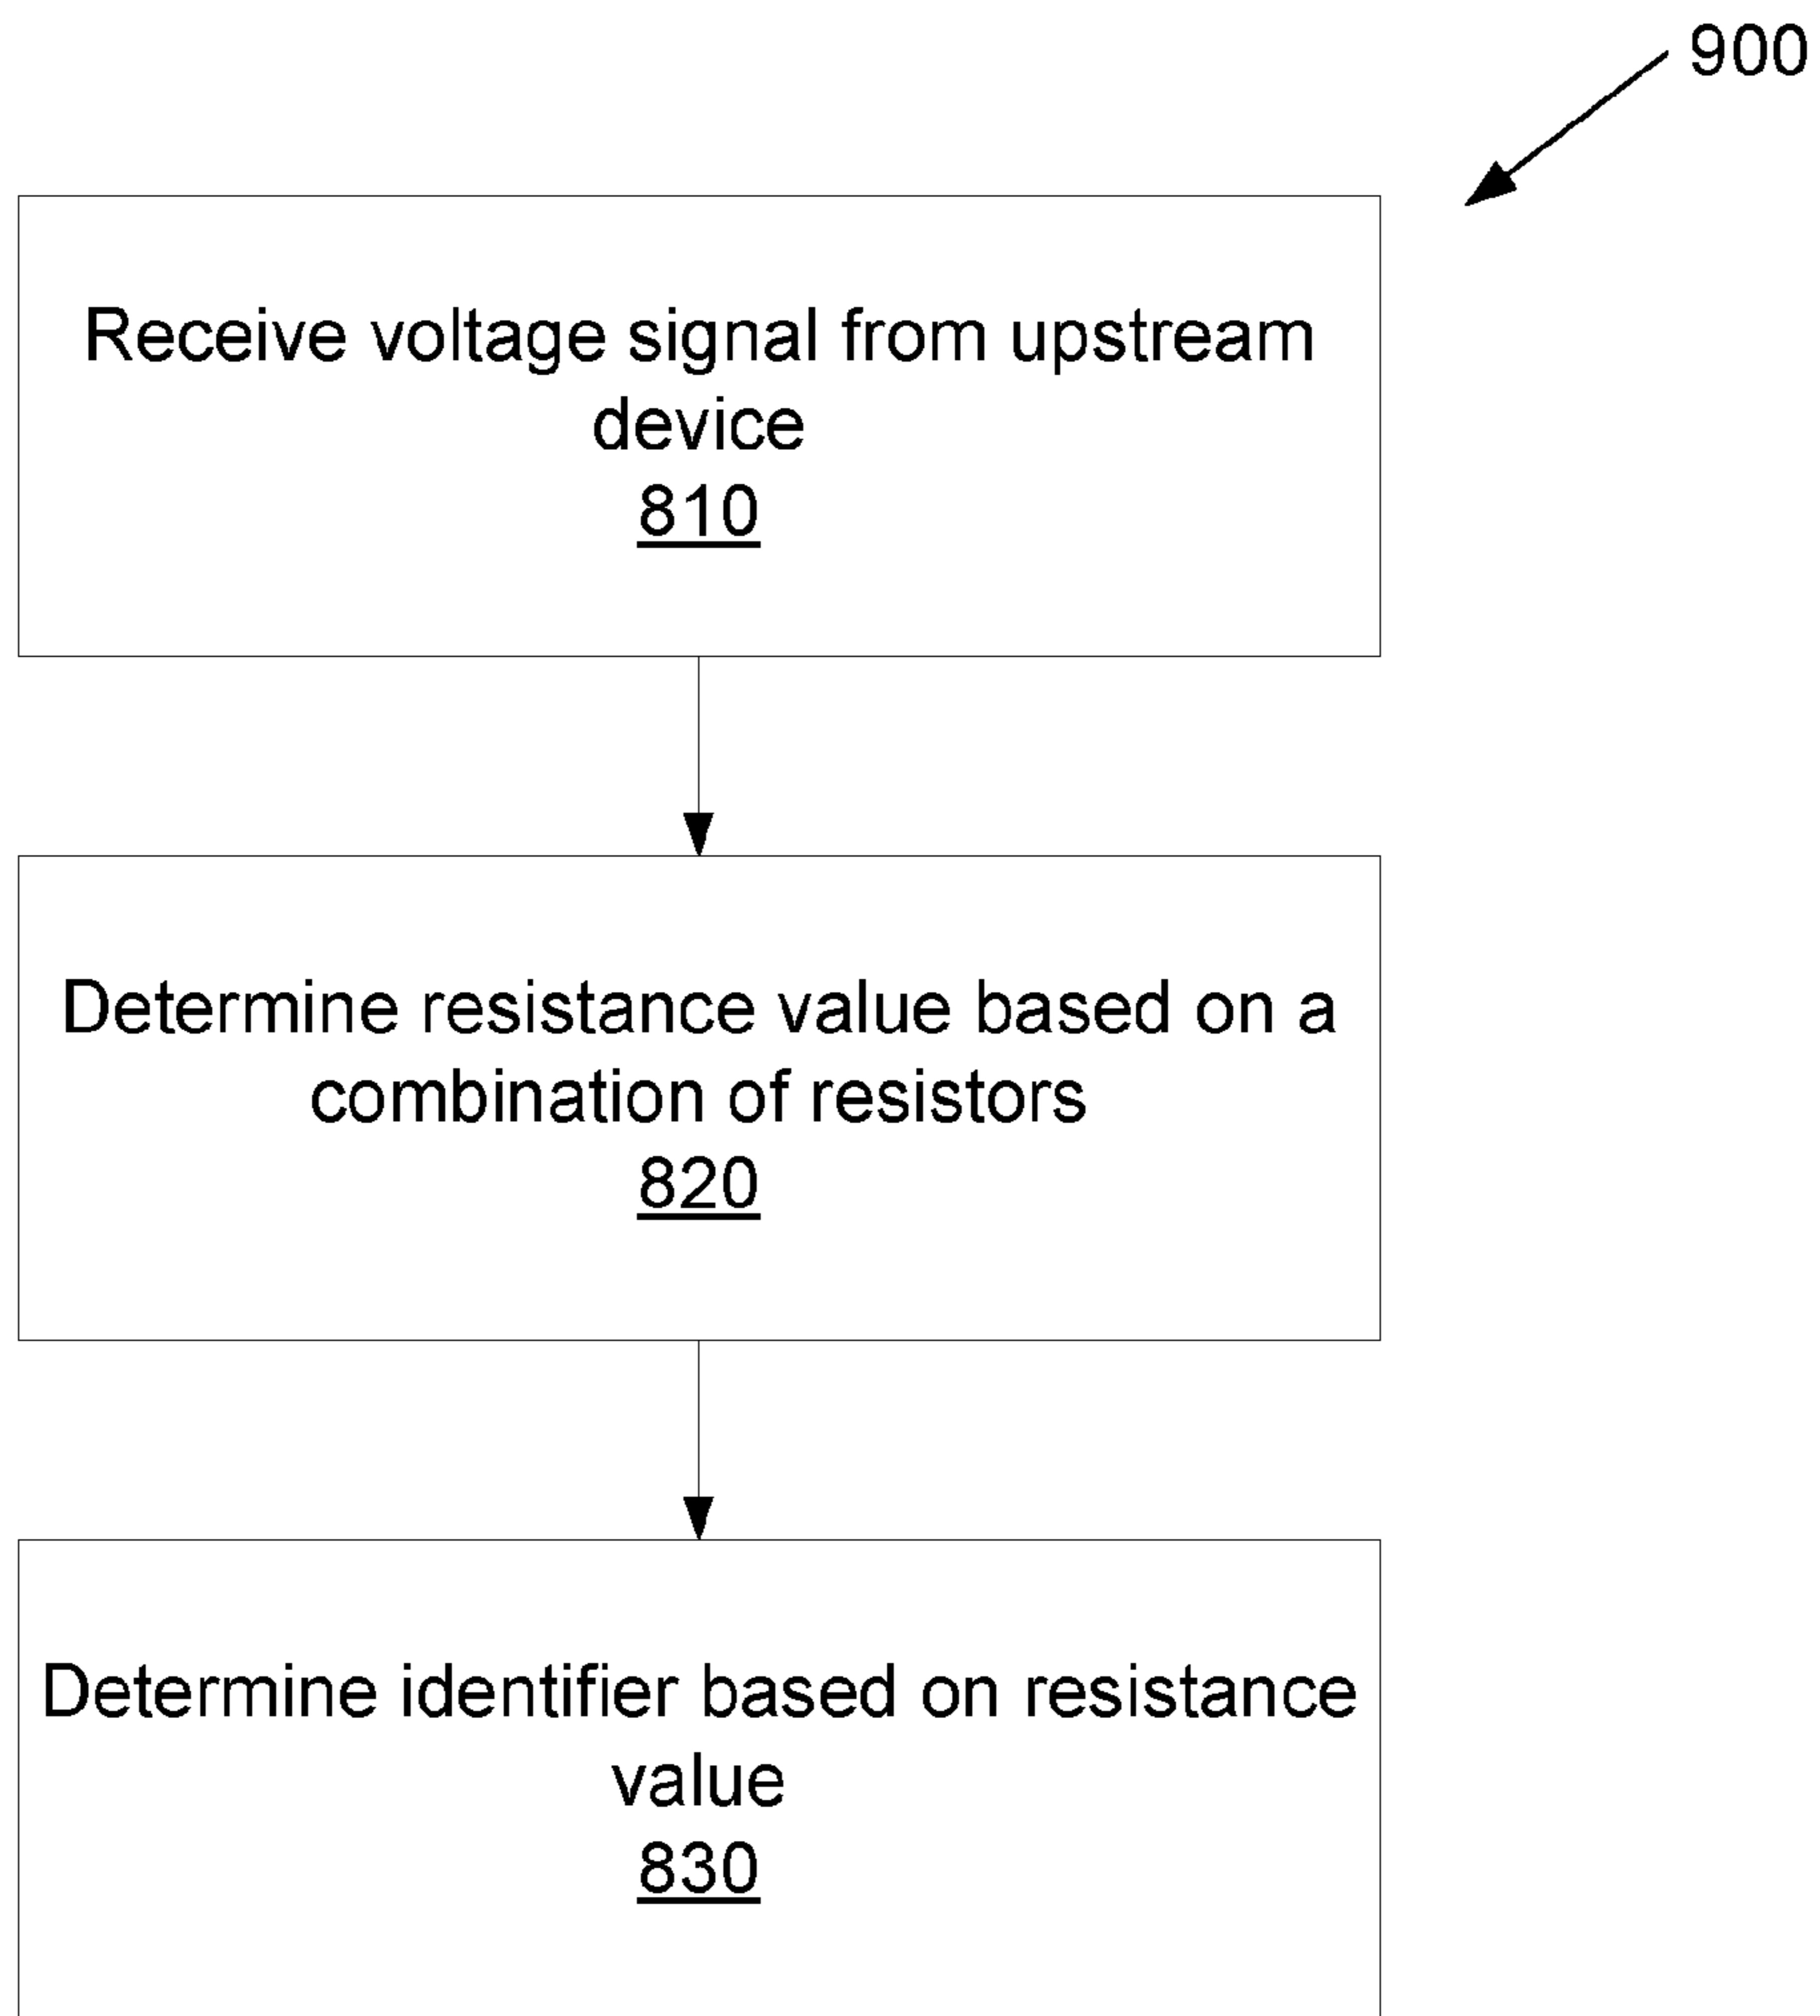 900
Receive voltage signal from upstream
device
810
Determine resistance value based on a
combination of resistors
820
Determine identifier based on resistance
value
830